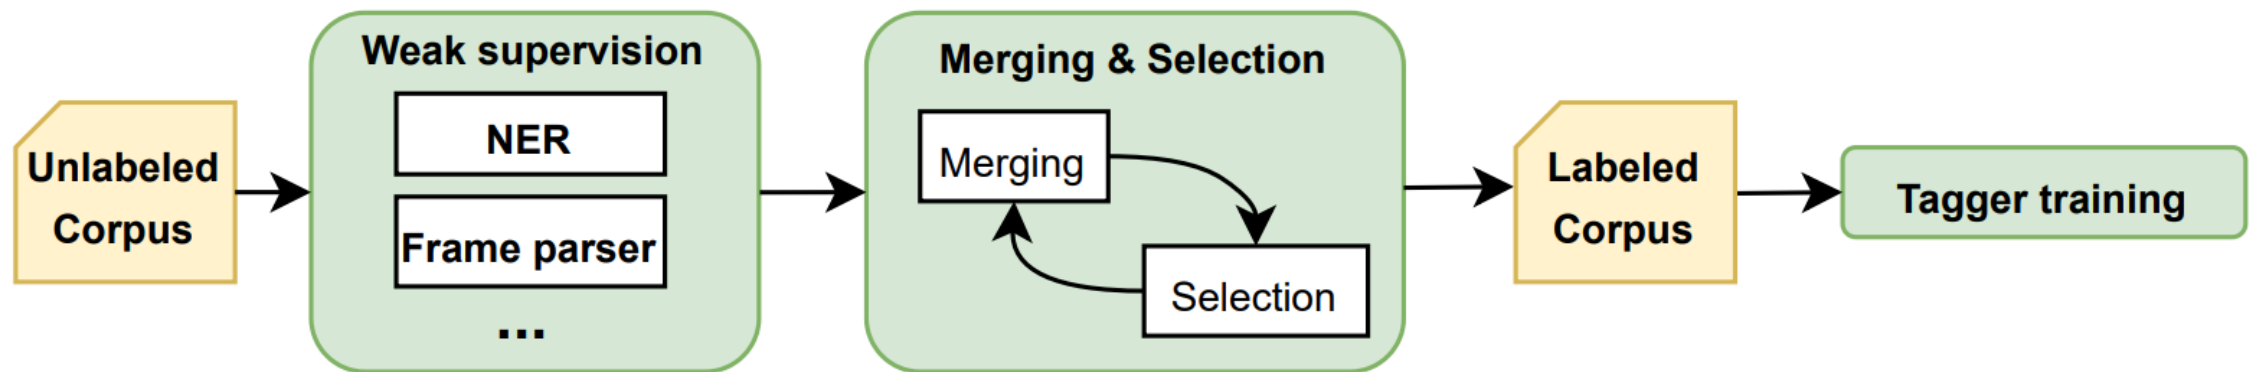 Unlabeled
Corpus
Weak supervision
NER
Frame parser
...
Merging & Selection
Merging
Selection
Labeled
Corpus
Tagger training